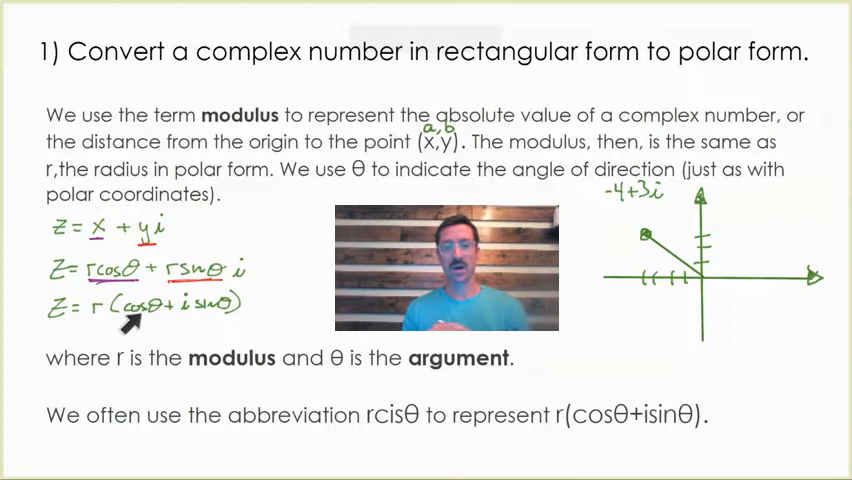 1) Convert a complex number in rectangular form to polar form.
We use the term modulus to represent the absolute value of a complex number, or
the distance from the origin to the point (x,y). The modulus, then, is the same as
a,b
r,the radius in polar form. We use θ to indicate the angle of direction (just as with
polar coordinates).
-4+3i
z = x + yi
z = rcosθ + rsinθ i
z = r (cosθ + i sinθ)
where r is the modulus and θ is the argument.
We often use the abbreviation rcisθ to represent r(cosθ+isinθ).